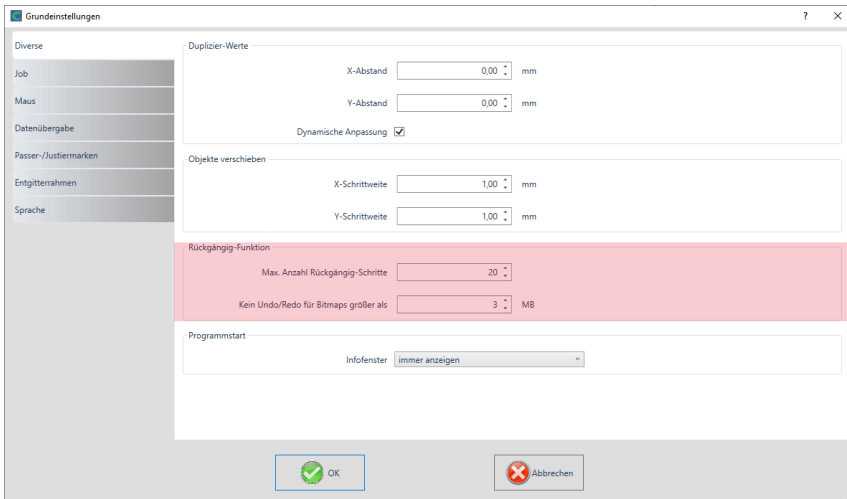 Grundeinstellungen
?
Diverse
Job
Maus
Datenübergabe
Passer-/Justiermarken
Entgitterrahmen
Sprache
Duplizier-Werte
X-Abstand 0,00 mm
Y-Abstand 0,00 mm
Dynamische Anpassung
Objekte verschieben
X-Schrittweite 1,00 mm
Y-Schrittweite 1,00 mm
Rückgängig-Funktion
Max. Anzahl Rückgängig-Schritte 20
Kein Undo/Redo für Bitmaps größer als 3 MB
Programmstart
Infofenster immer anzeigen
OK
Abbrechen